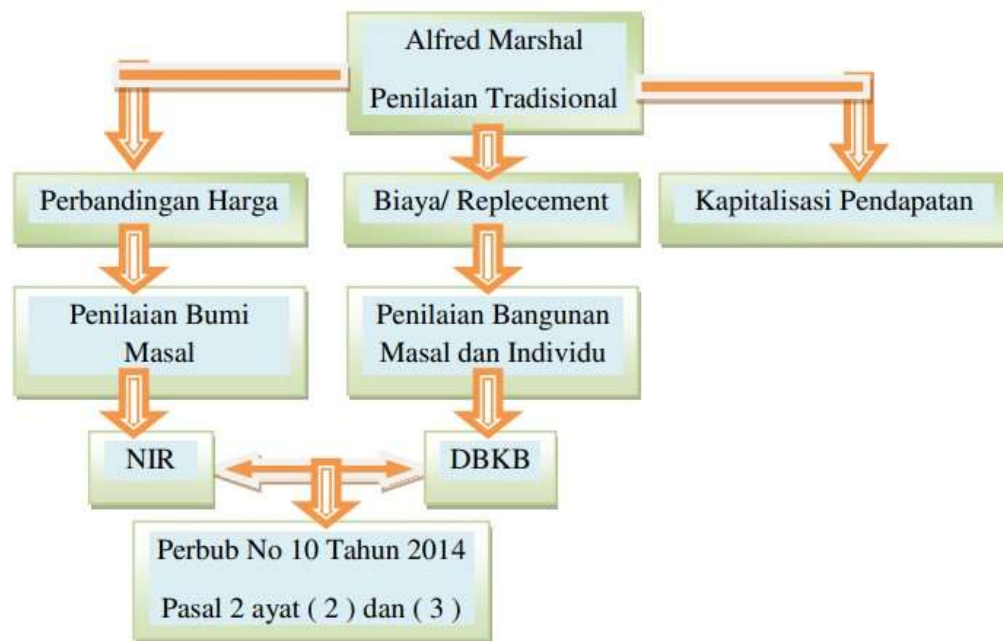 Alfred Marshal
Penilaian Tradisional
Perbandingan Harga
Biaya/ Replecement
Kapitalisasi Pendapatan
Penilaian Bumi
Masal
Penilaian Bangunan
Masal dan Individu
NIR
DBKB
Perbub No 10 Tahun 2014
Pasal 2 ayat ( 2 ) dan ( 3 )